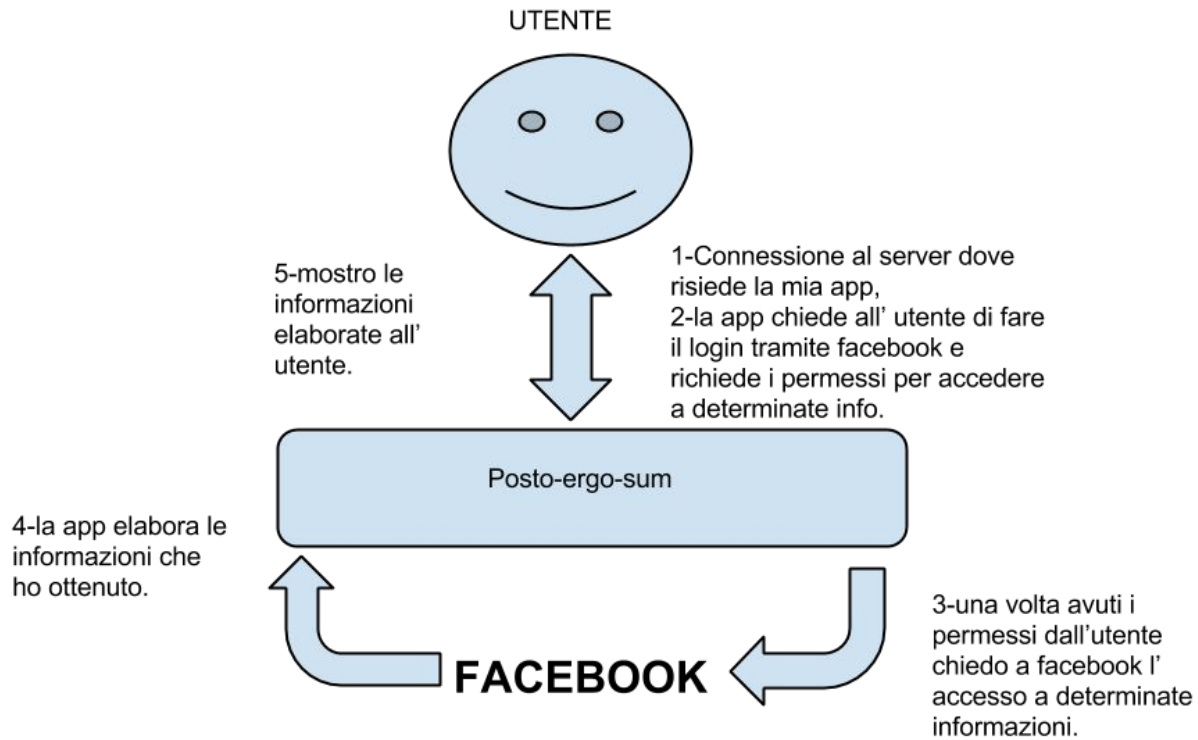 UTENTE
1-Connessione al server dove
risiede la mia app,
2-la app chiede all' utente di fare
il login tramite facebook e
richiede i permessi per accedere
a determinate info.
5-mostro le
informazioni
elaborate all'
utente.
Posto-ergo-sum
4-la app elabora le
informazioni che
ho ottenuto.
3-una volta avuti i
permessi dall'utente
chiedo a facebook l'
accesso a determinate
informazioni.
FACEBOOK